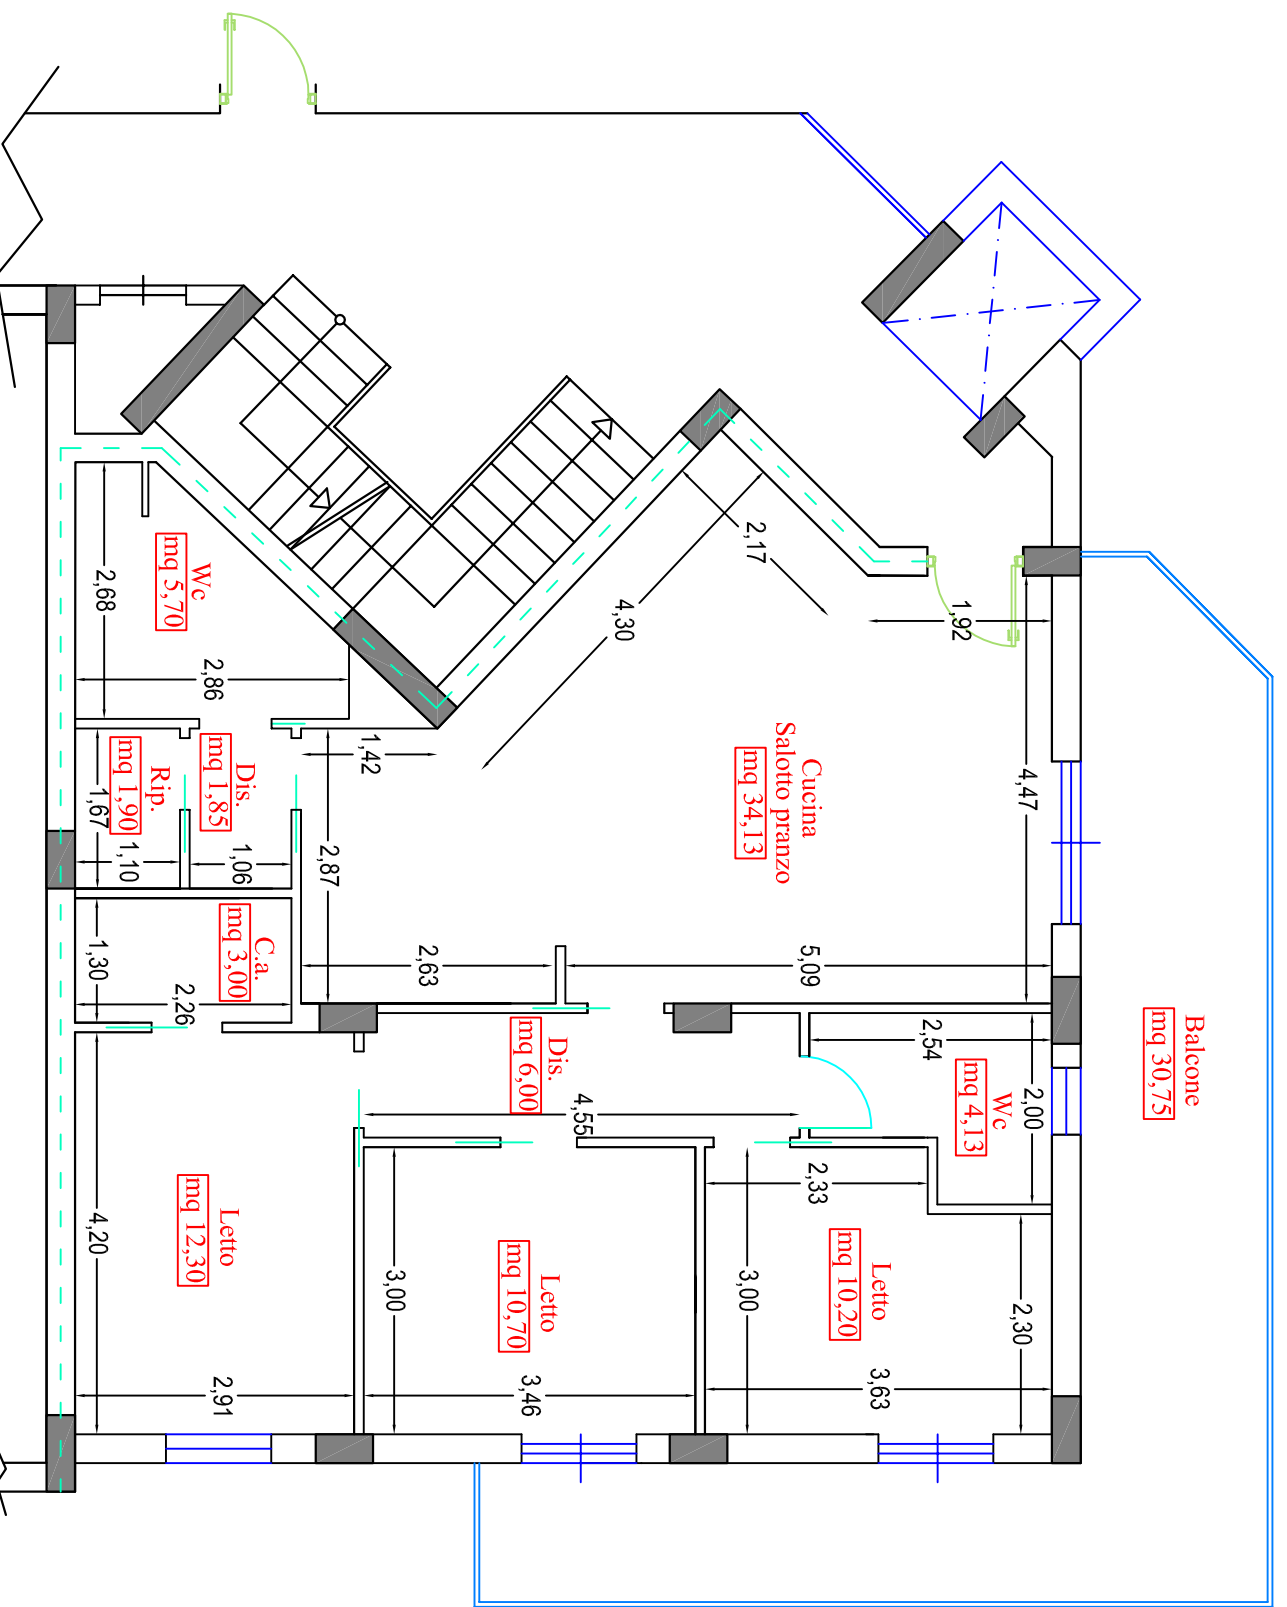 Balcone
mq 30,75
1,92
4,47
5,09
2,54
2,00
Wc
mq 4,13
2,30
3,63
Letto
mq 10,20
2,33
3,00
2,17
4,30
Cucina
Salotto pranzo
mq 34,13
2,63
Dis.
mq 6,00
4,55
Letto
mq 10,70
3,46
3,00
1,42
2,87
Wc
mq 5,70
2,68
2,86
Dis.
mq 1,85
1,06
Rip.
mq 1,90
1,67
1,10
C.a.
mq 3,00
1,30
2,26
Letto
mq 12,30
4,20
2,91